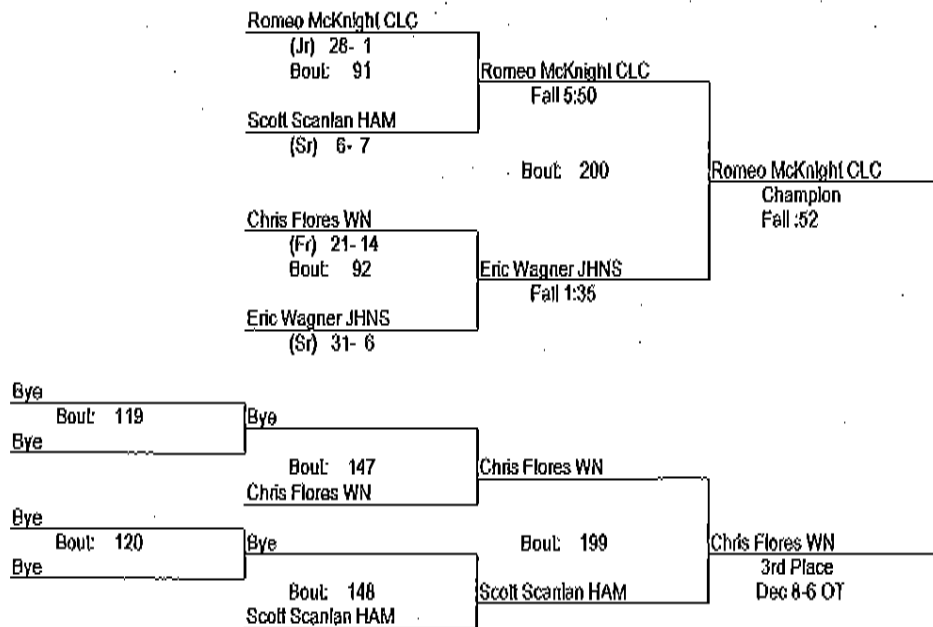 Romeo McKnight CLC
(Jr) 28- 1
Bout: 91
Romeo McKnight CLC
Fall 5:50
Scott Scanlan HAM
(Sr) 6- 7
Bout: 200
Romeo McKnight CLC
Champion
Fall :52
Chris Flores WN
(Fr) 21- 14
Bout: 92
Eric Wagner JHNS
Fall 1:35
Eric Wagner JHNS
(Sr) 31- 6
Bye
Bout: 119
Bye
Bye
Bout: 147
Chris Flores WN
Chris Flores WN
Bye
Bout: 120
Bye
Bye
Bout: 199
Chris Flores WN
3rd Place
Dec 8-6 OT
Bout: 148
Scott Scanlan HAM
Scott Scanlan HAM